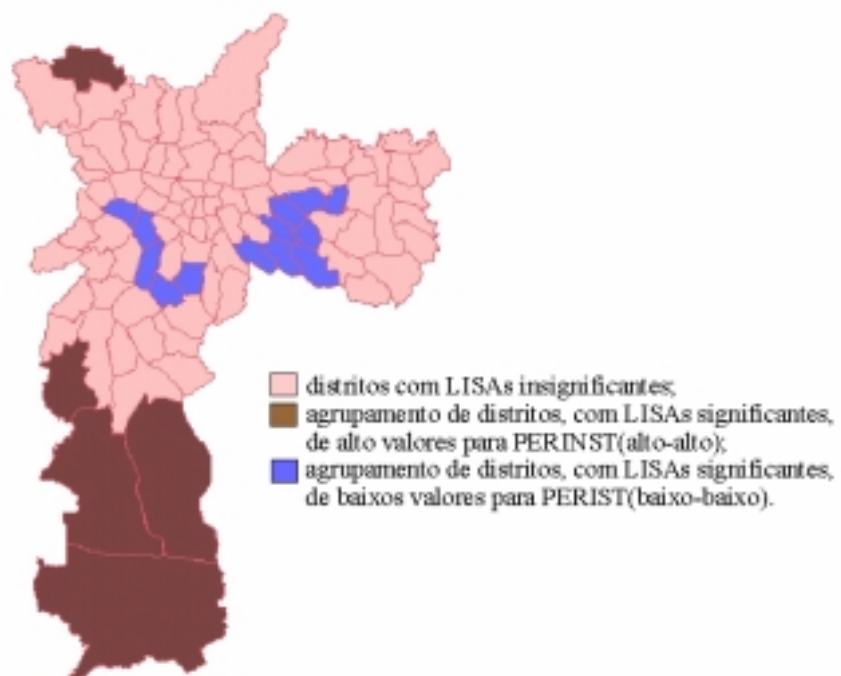 distritos com LISAs insignificantes;
agrupamento de distritos, com LISAs significantes,
de alto valores para PERINST(alto-alto);
agrupamento de distritos, com LISAs significantes,
de baixos valores para PERIST(baixo-baixo).